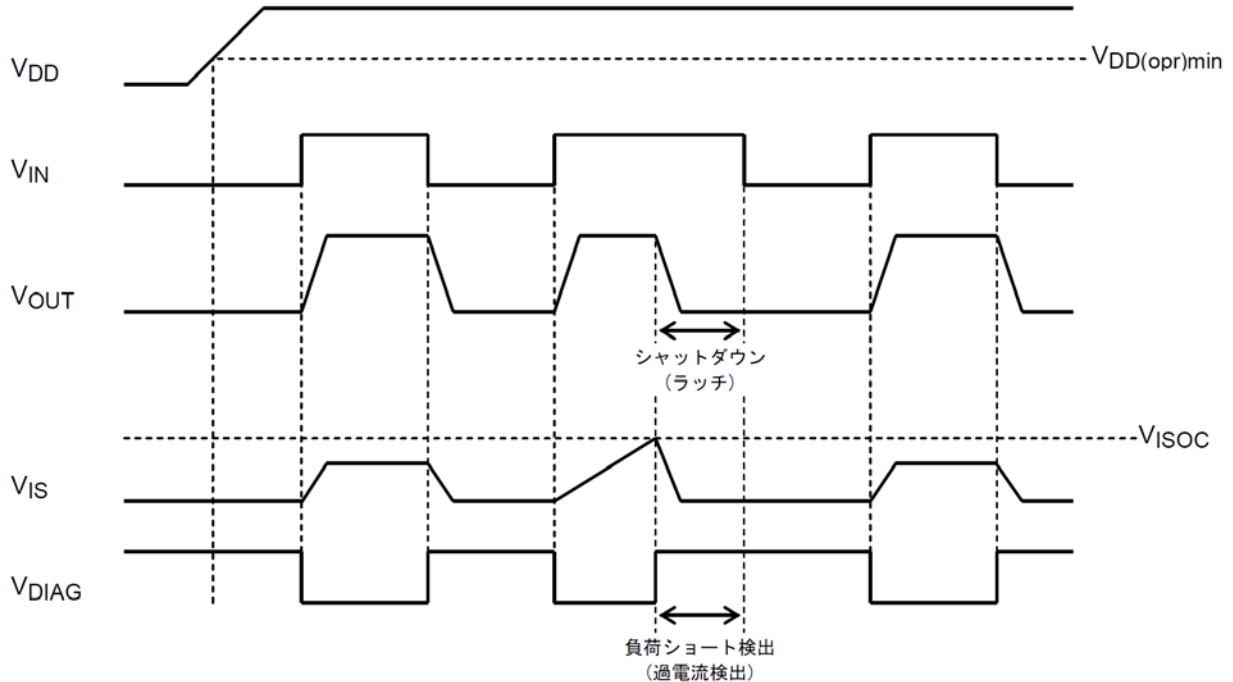 VDD
VDD(opr)min
VIN
VOUT
シャットダウン
（ラッチ）
VISOC
VIS
VDIAG
負荷ショート検出
（過電流検出）